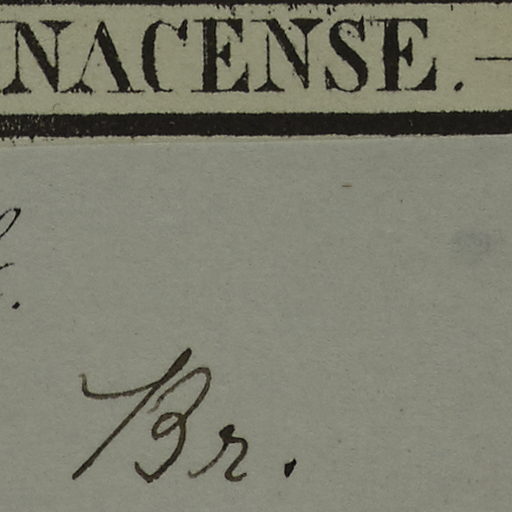 NACENSE. —
Br.